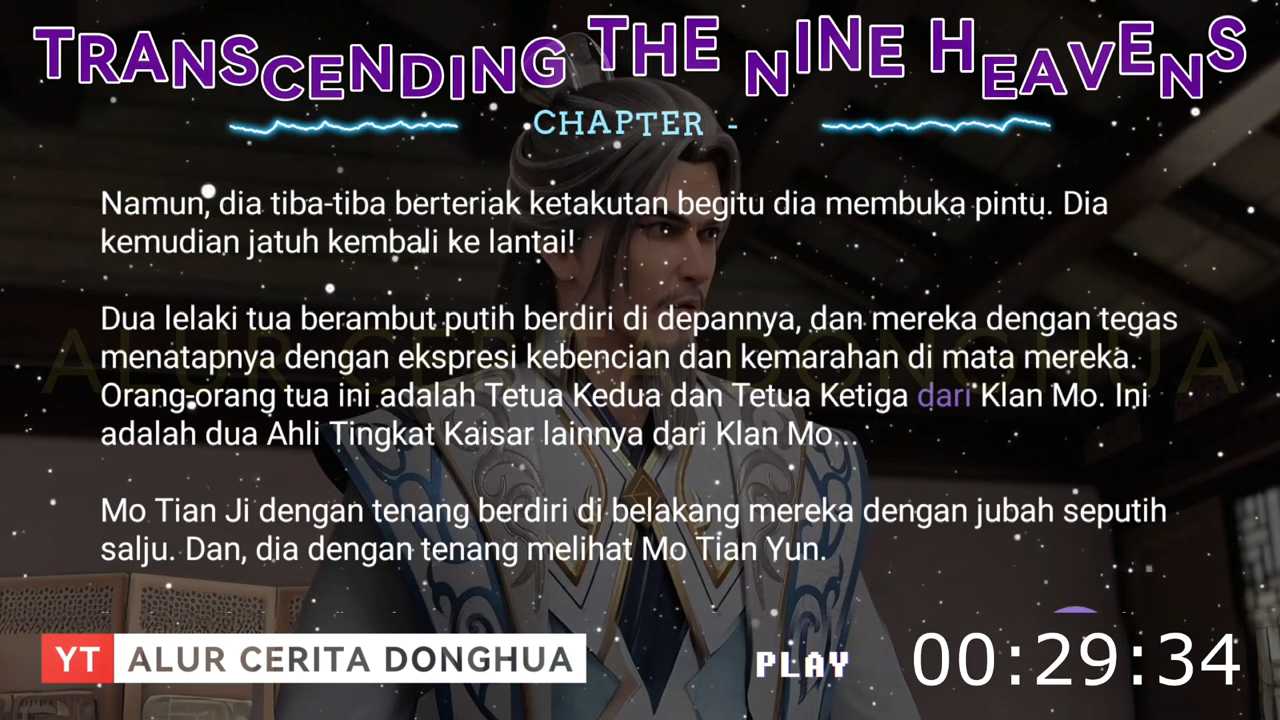 TRANSCENDING THE NINE HEAVENS
CHAPTER -
Namun, dia tiba-tiba berteriak ketakutan begitu dia membuka pintu. Dia
kemudian jatuh kembali ke lantai!
Dua lelaki tua berambut putih berdiri di depannya, dan mereka dengan tegas
menatapnya dengan ekspresi kebencian dan kemarahan di mata mereka.
Orang-orang tua ini adalah Tetua Kedua dan Tetua Ketiga dari Klan Mo. Ini
adalah dua Ahli Tingkat Kaisar lainnya dari Klan Mo...
Mo Tian Ji dengan tenang berdiri di belakang mereka dengan jubah seputih
salju. Dan, dia dengan tenang melihat Mo Tian Yun.
ALUR CERITA DONGHUA
YT ALUR CERITA DONGHUA
PLAY
00:29:34